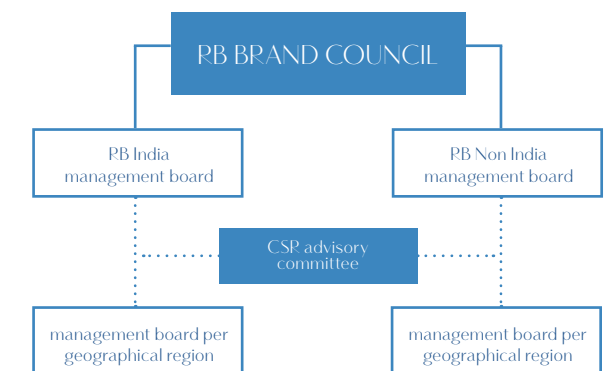 RB BRAND COUNCIL
RB India
management board
RB Non India
management board
CSR advisory
committee
management board per
geographical region
management board per
geographical region